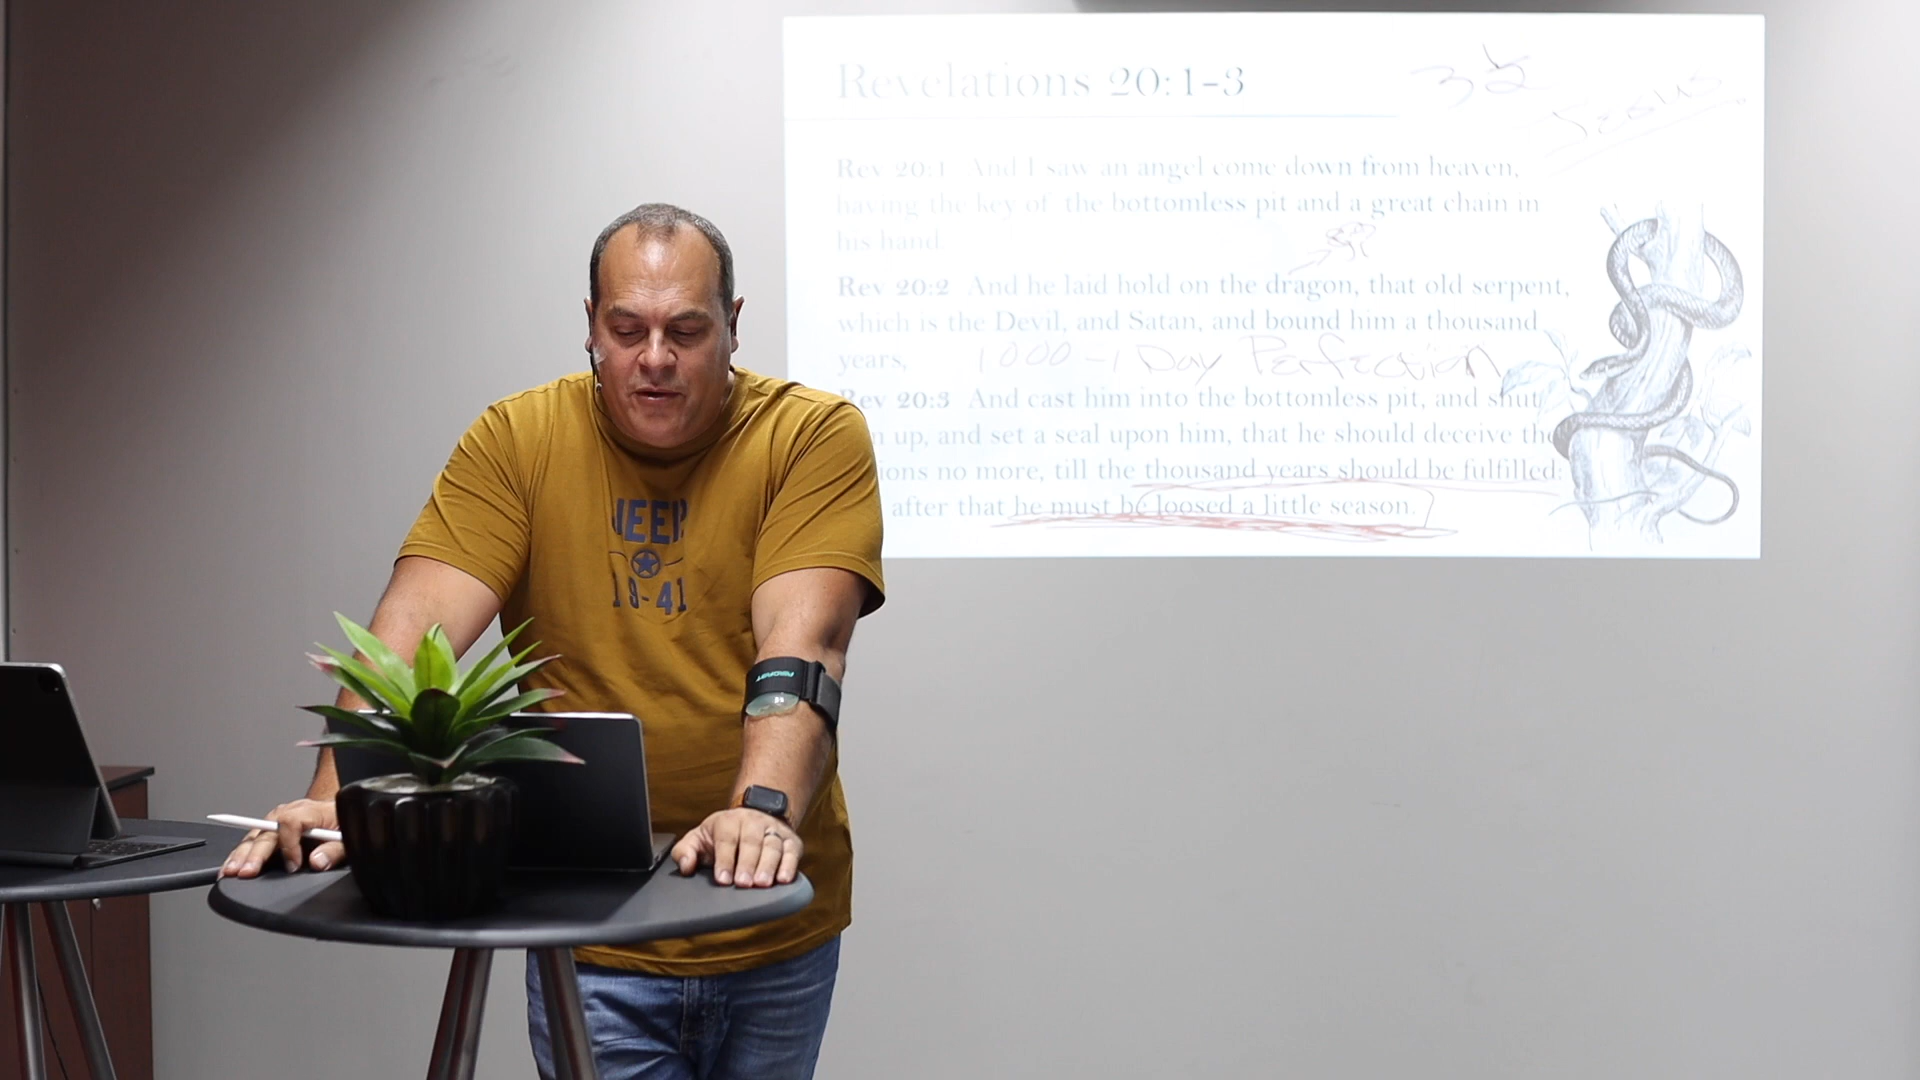 Revelations 20:1-3
3 ½
Jesus
Rev 20:1 And I saw an angel come down from heaven,
having the key of the bottomless pit and a great chain in
his hand.
Rev 20:2 And he laid hold on the dragon, that old serpent,
which is the Devil, and Satan, and bound him a thousand
years,
1000 - 1 Day Perfection
Rev 20:3 And cast him into the bottomless pit, and shut
up, and set a seal upon him, that he should deceive the
ions no more, till the thousand years should be fulfilled:
after that he must be loosed a little season.
JEEP
19-41